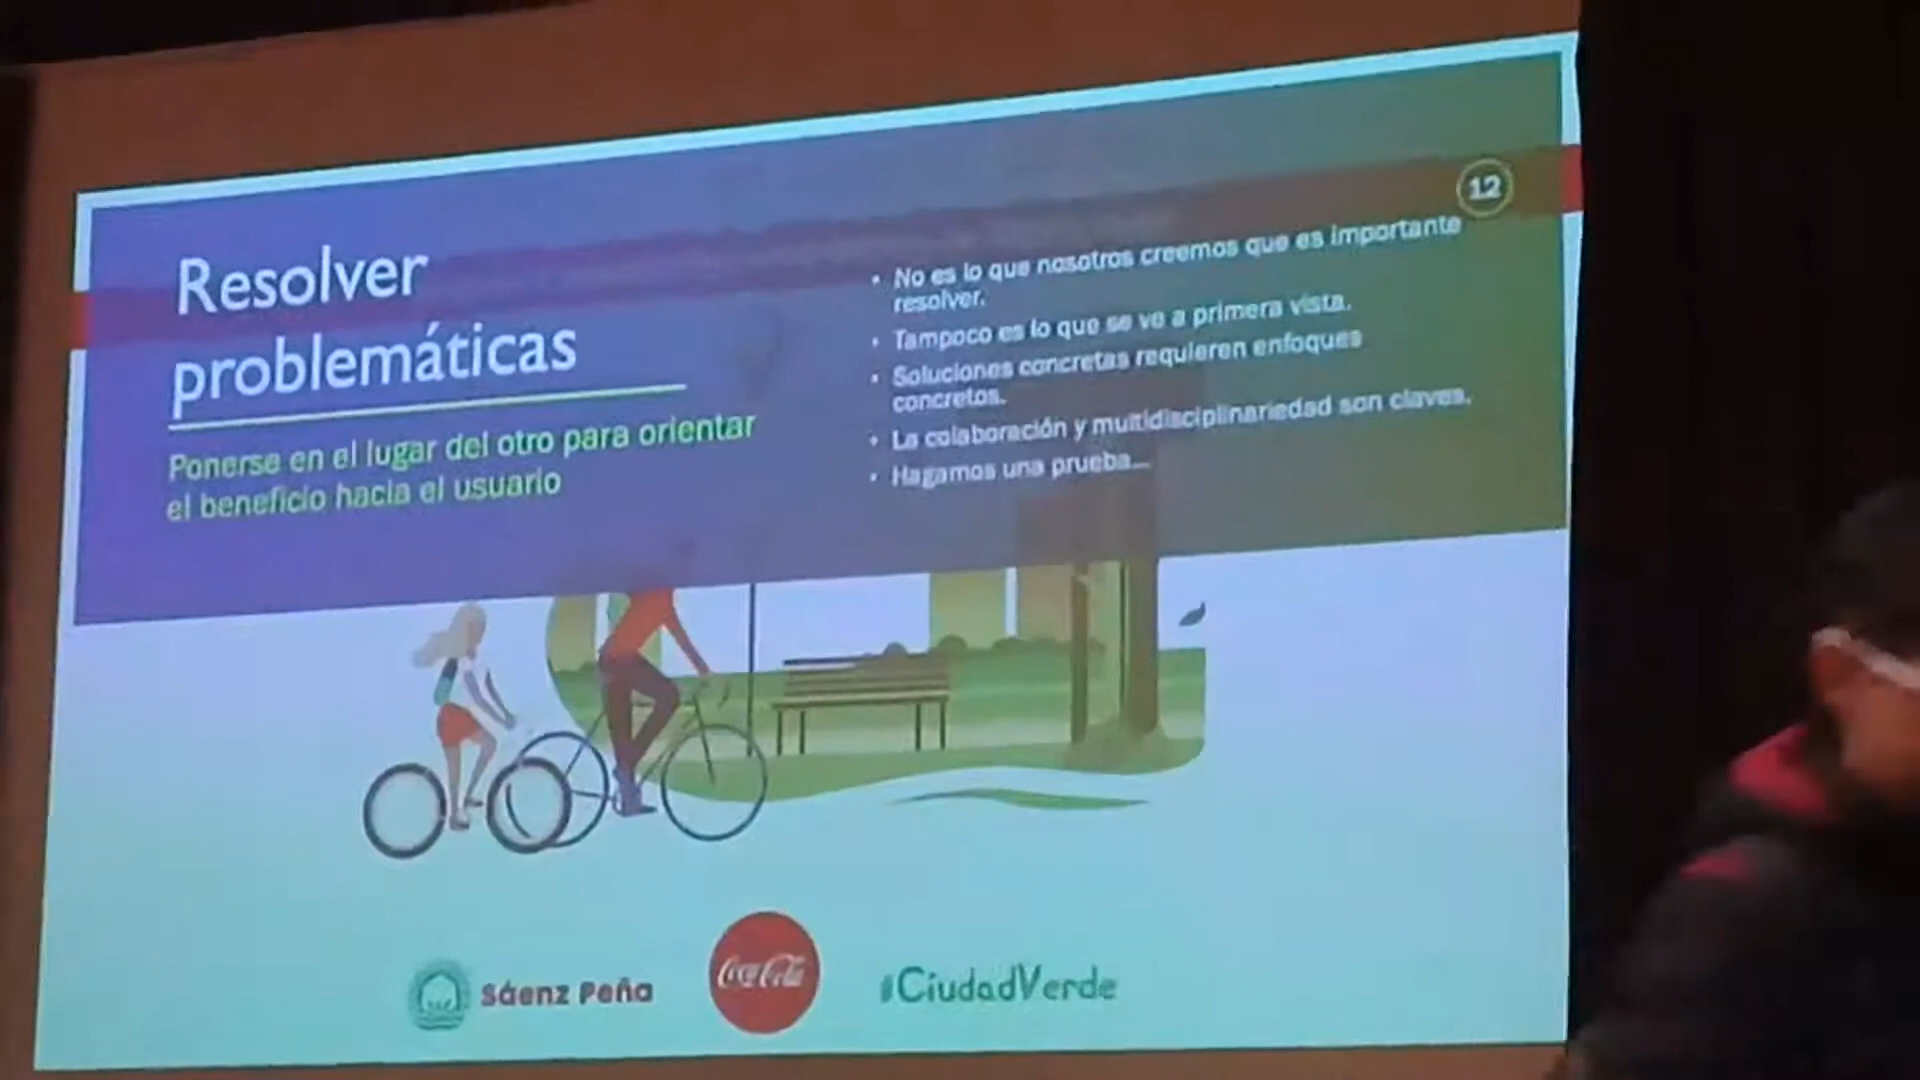 Resolver
problemáticas
Ponerse en el lugar del otro para orientar
el beneficio hacia el usuario
12
• No es lo que nosotros creemos que es importante
resolver.
• Tampoco es lo que se ve a primera vista.
• Soluciones concretas requieren enfoques
concretos.
• La colaboración y multidisciplinariedad son claves.
• Hagamos una prueba...
Sáenz Peña
Coca-Cola
#CiudadVerde